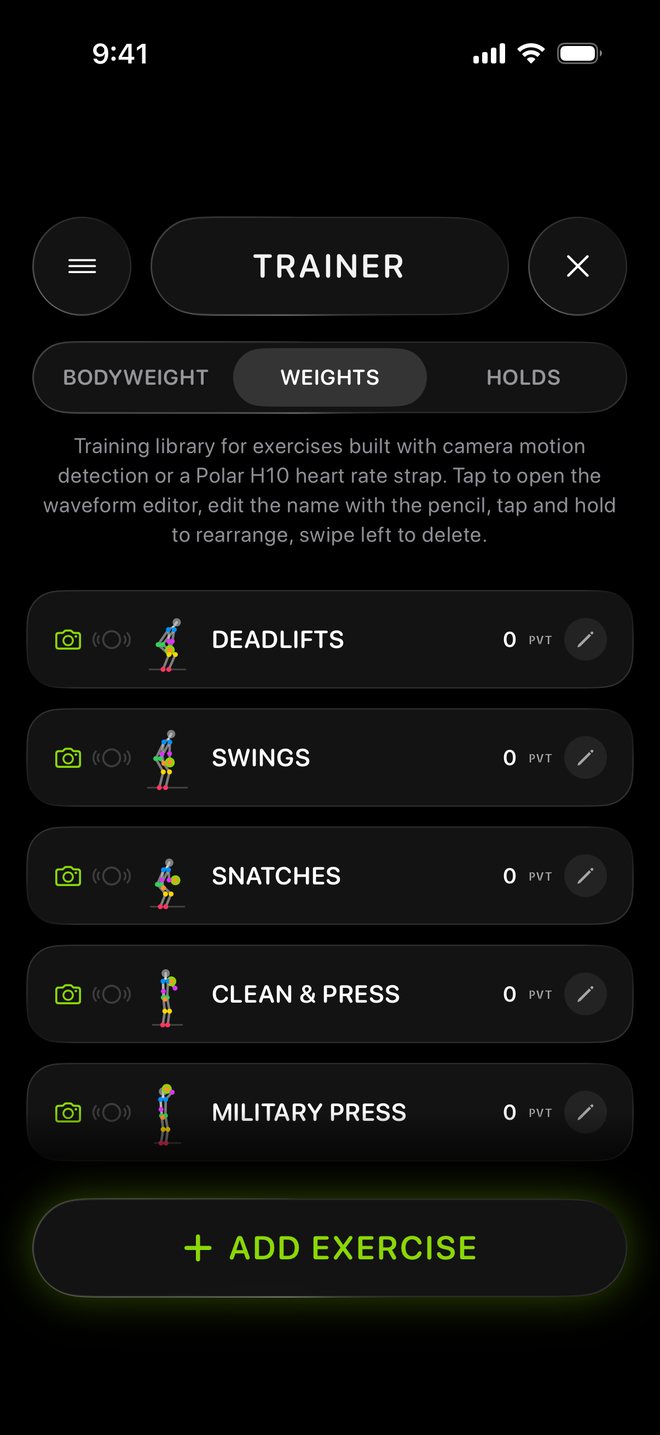 9:41
TRAINER
BODYWEIGHT WEIGHTS HOLDS
Training library for exercises built with camera motion
detection or a Polar H10 heart rate strap. Tap to open the
waveform editor, edit the name with the pencil, tap and hold
to rearrange, swipe left to delete.
DEADLIFTS 0 PVT
SWINGS 0 PVT
SNATCHES 0 PVT
CLEAN & PRESS 0 PVT
MILITARY PRESS 0 PVT
+ ADD EXERCISE